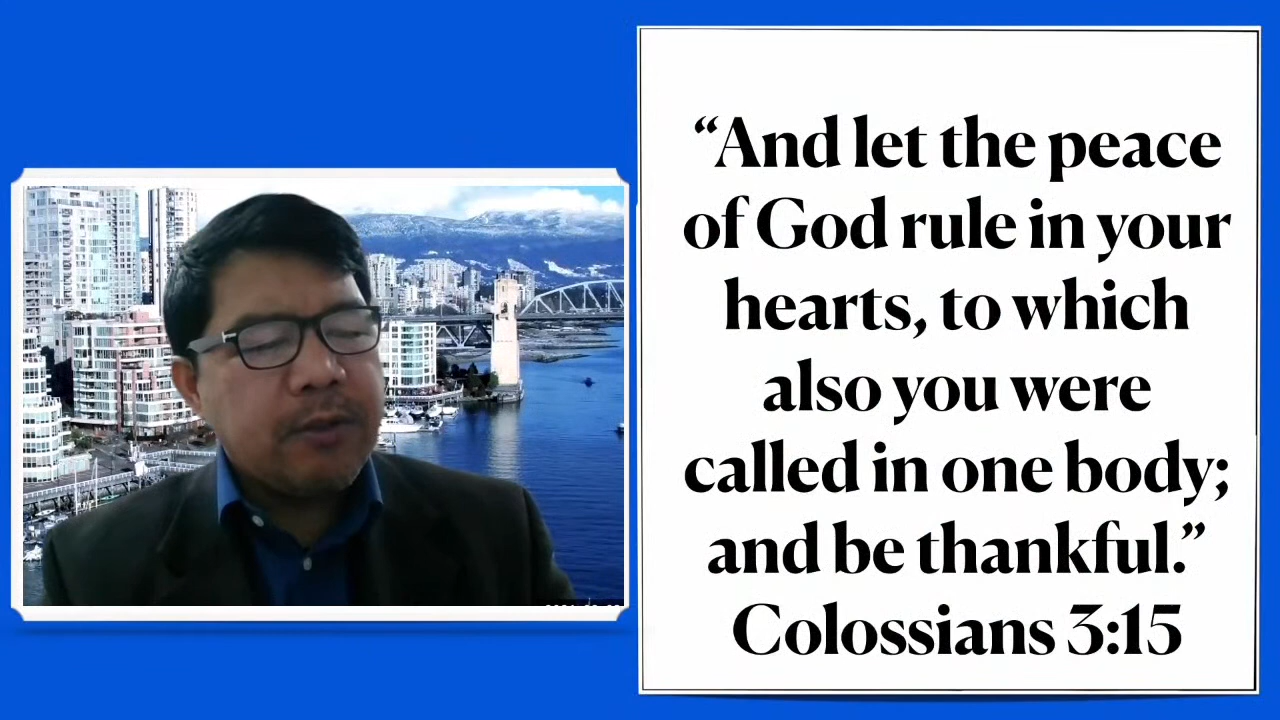 “And let the peace
of God rule in your
hearts, to which
also you were
called in one body;
and be thankful.”
Colossians 3:15